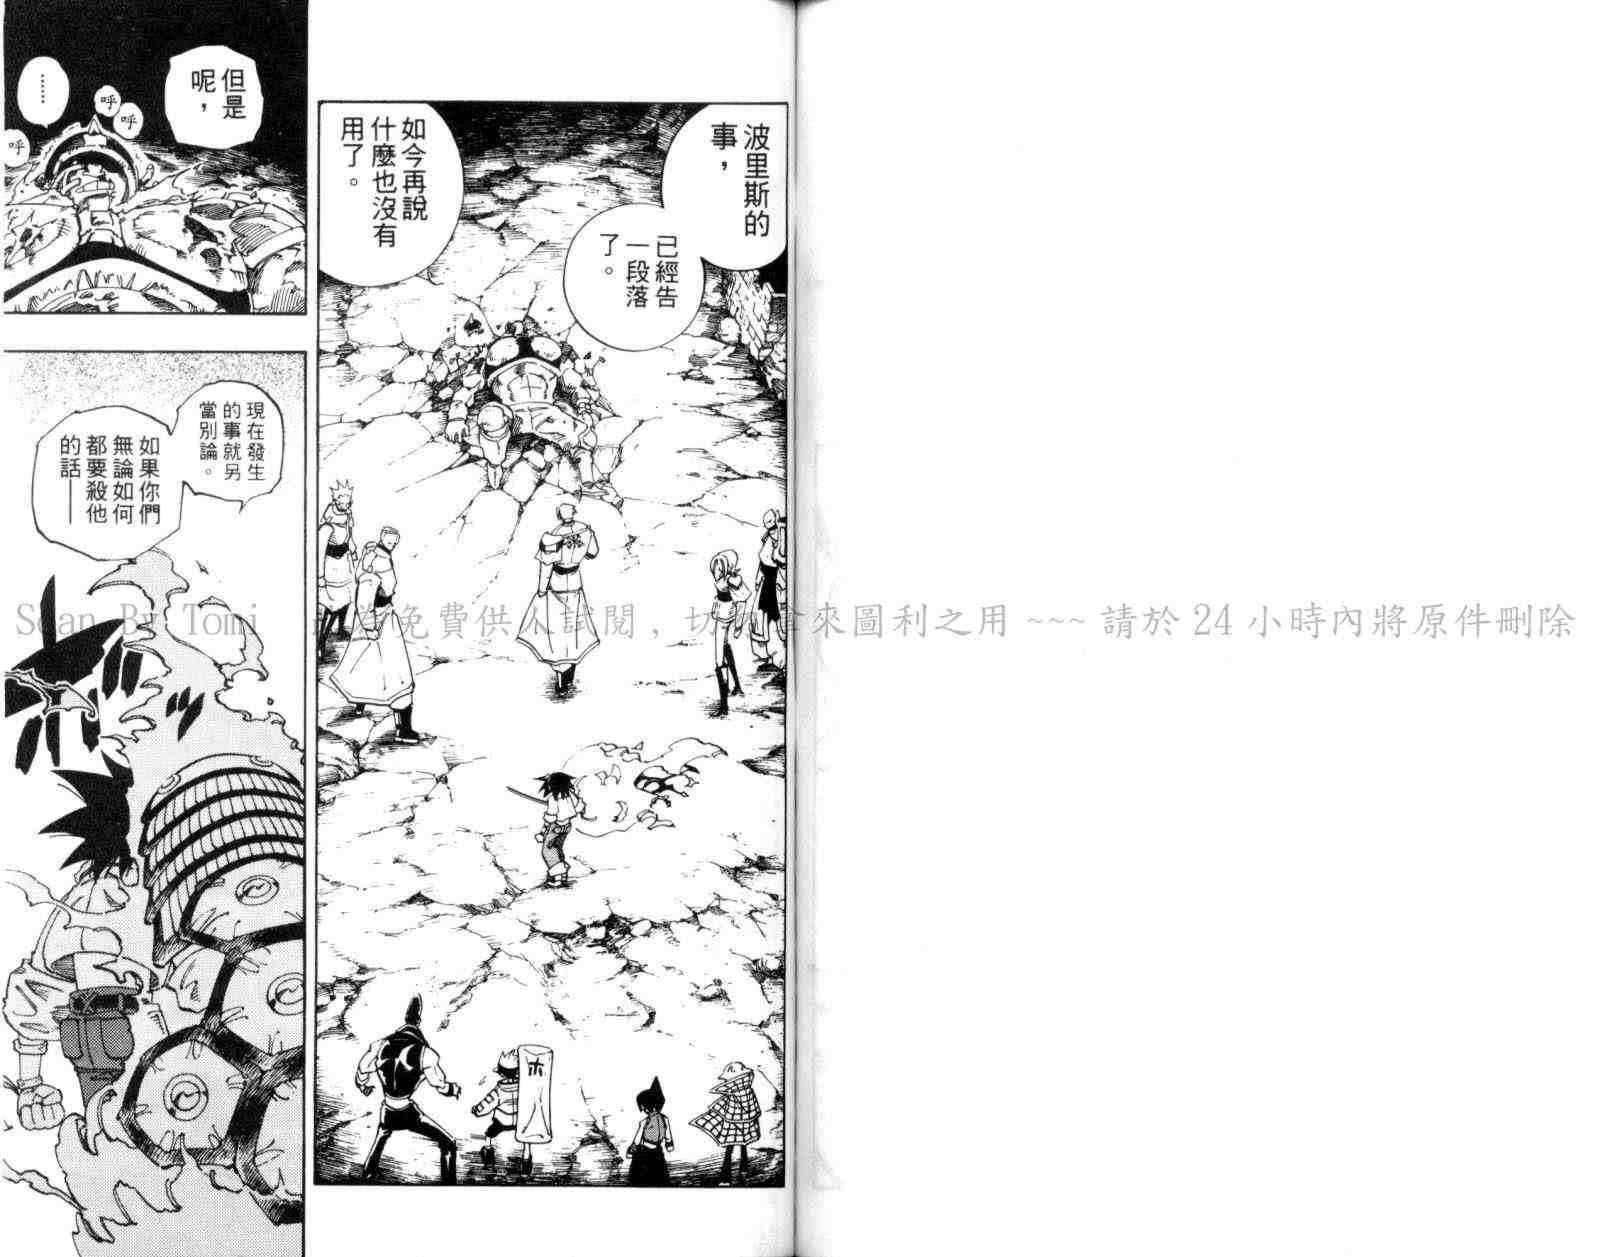 波里斯的
事，
已經告
一段落
了。
如今再說
什麼也沒有
用了。
但是
呢，
……
呼
呼
呼
現在發生
的事就另
當別論。
如果你們
無論如何
都要殺他
的話——
ホ
Scan By Tomi 免費供人試閱，切勿拿來圖利之用 ~~~ 請於 24 小時內將原件刪除